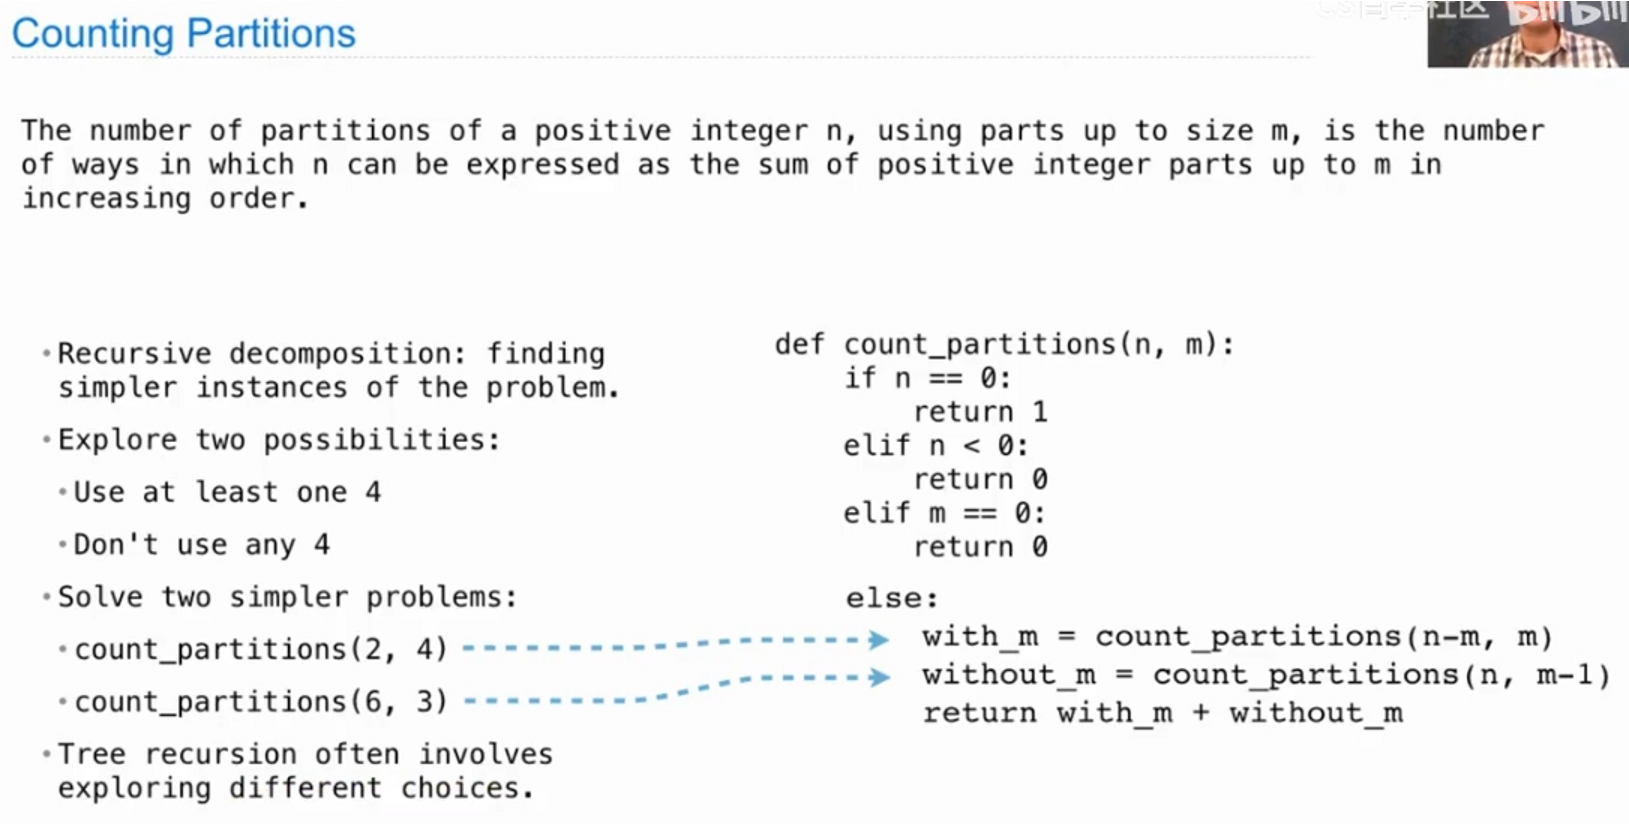 Counting Partitions
The number of partitions of a positive integer n, using parts up to size m, is the number
of ways in which n can be expressed as the sum of positive integer parts up to m in
increasing order.
•Recursive decomposition: finding
simpler instances of the problem.
•Explore two possibilities:
•Use at least one 4
•Don't use any 4
•Solve two simpler problems:
•count_partitions(2, 4)
•count_partitions(6, 3)
•Tree recursion often involves
exploring different choices.
def count_partitions(n, m):
if n == 0:
return 1
elif n < 0:
return 0
elif m == 0:
return 0
else:
with_m = count_partitions(n-m, m)
without_m = count_partitions(n, m-1)
return with_m + without_m